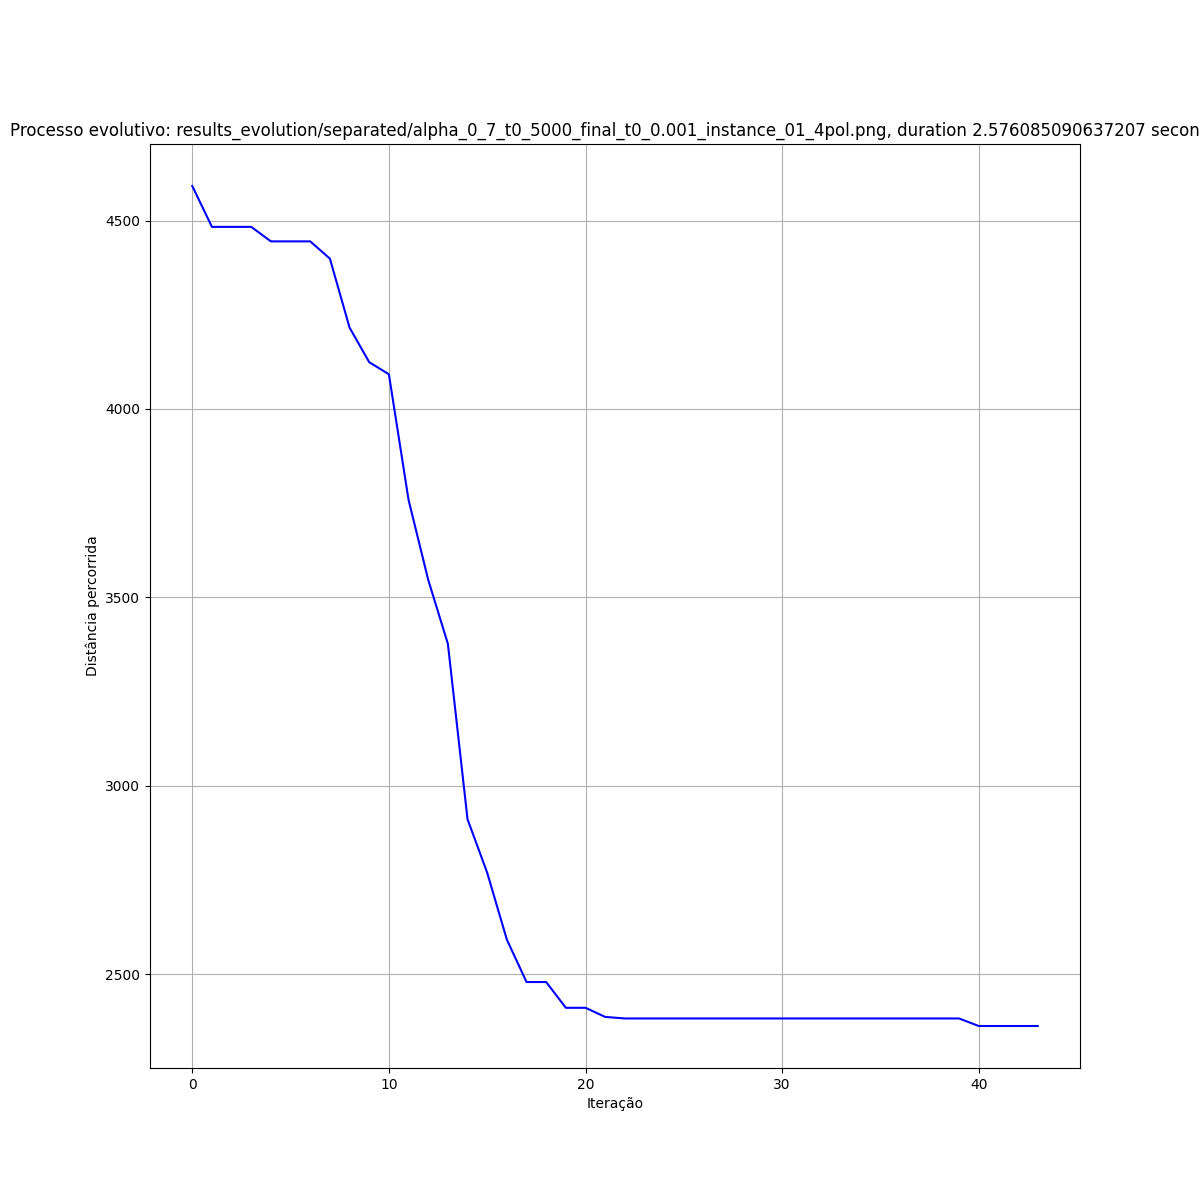 Processo evolutivo: results_evolution/separated/alpha_0_7_t0_5000_final_t0_0.001_instance_01_4pol.png, duration 2.576085090637207 secon
4500
4000
3500
3000
2500
Distância percorrida
0 10 20 30 40
Iteração